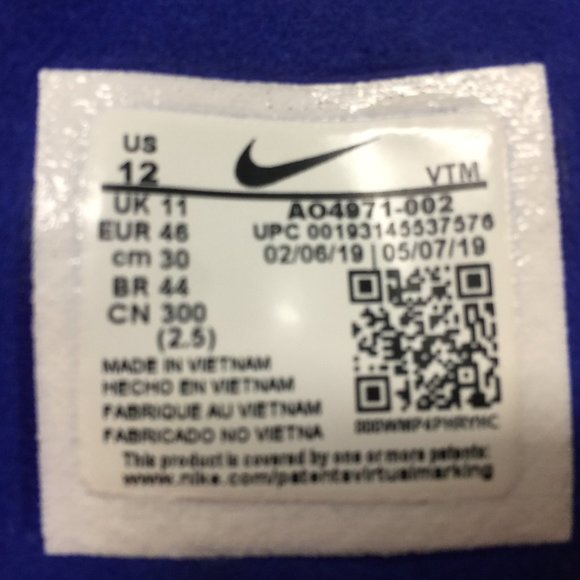 US
12 VTM
UK 11 AO4971-002
EUR 46 UPC 00193145537576
cm 30 02/06/19 | 05/07/19
BR 44
CN 300
(2.5)
MADE IN VIETNAM
HECHO EN VIETNAM
FABRIQUE AU VIETNAM
FABRICADO NO VIETNA
This product is covered by one or more patents:
www.nike.com/patentsvirtualmarking